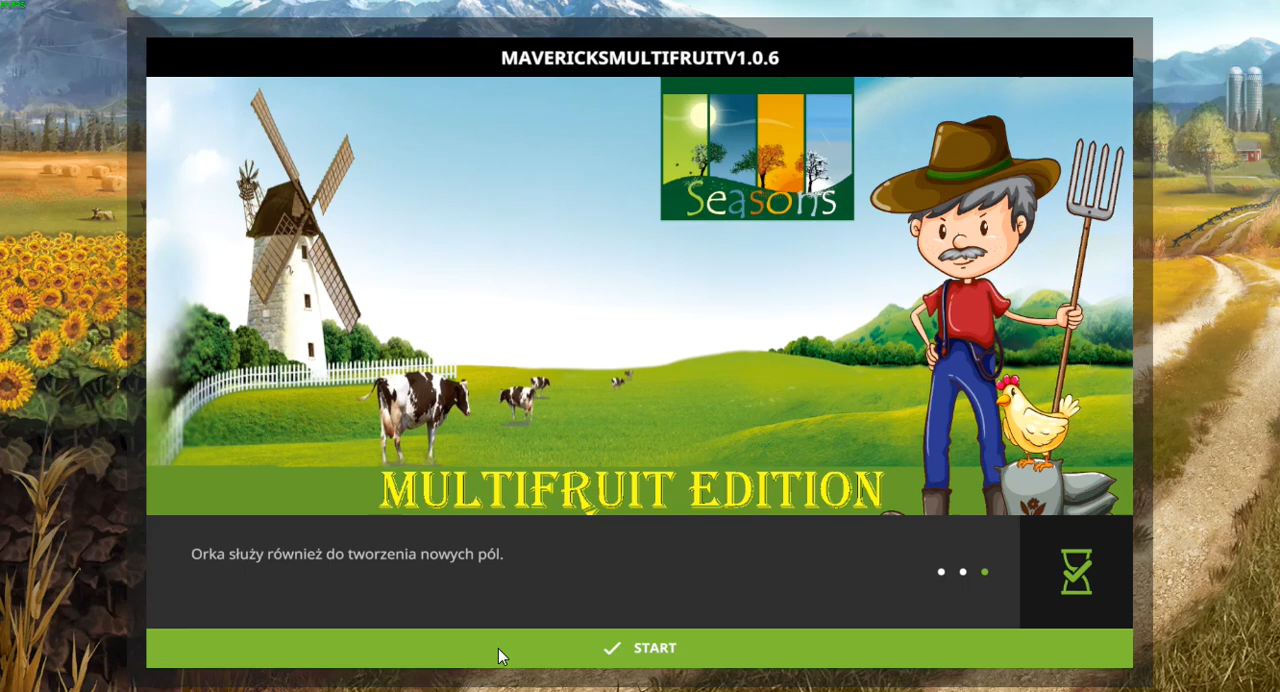 MAVERICKSMULTIFRUITV1.0.6
Seasons
MULTIFRUIT EDITION
Orka służy również do tworzenia nowych pól.
START